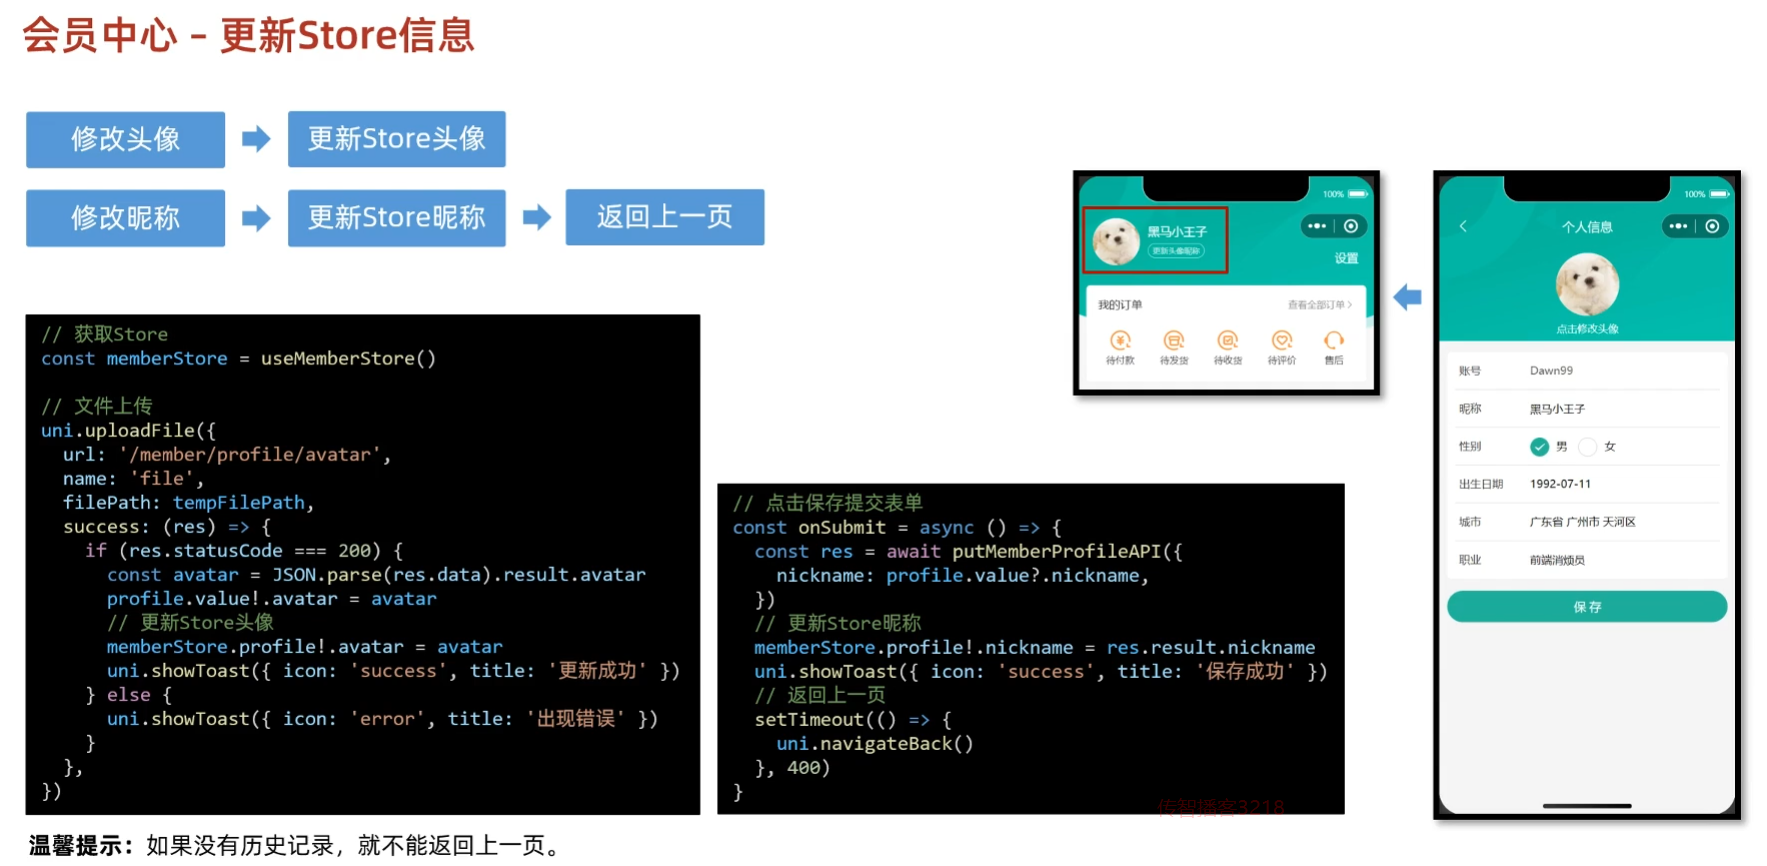 会员中心 – 更新Store信息
修改头像
更新Store头像
修改昵称
更新Store昵称
返回上一页
// 获取Store
const memberStore = useMemberStore()
// 文件上传
uni.uploadFile({
url: '/member/profile/avatar',
name: 'file',
filePath: tempFilePath,
success: (res) => {
if (res.statusCode === 200) {
const avatar = JSON.parse(res.data).result.avatar
profile.value!.avatar = avatar
// 更新Store头像
memberStore.profile!.avatar = avatar
uni.showToast({ icon: 'success', title: '更新成功' })
} else {
uni.showToast({ icon: 'error', title: '出现错误' })
}
},
})
// 点击保存提交表单
const onSubmit = async () => {
const res = await putMemberProfileAPI({
nickname: profile.value?.nickname,
})
// 更新Store昵称
memberStore.profile!.nickname = res.result.nickname
uni.showToast({ icon: 'success', title: '保存成功' })
// 返回上一页
setTimeout(() => {
uni.navigateBack()
}, 400)
}
传智播客3218
100%
黑马小王子
更新头像昵称
设置
我的订单
查看全部订单
待付款 待发货 待收货 待评价 售后
100%
个人信息
点击修改头像
账号 Dawn99
昵称 黑马小王子
性别 男 女
出生日期 1992-07-11
城市 广东省 广州市 天河区
职业 前端消烦员
保存
温馨提示：如果没有历史记录，就不能返回上一页。